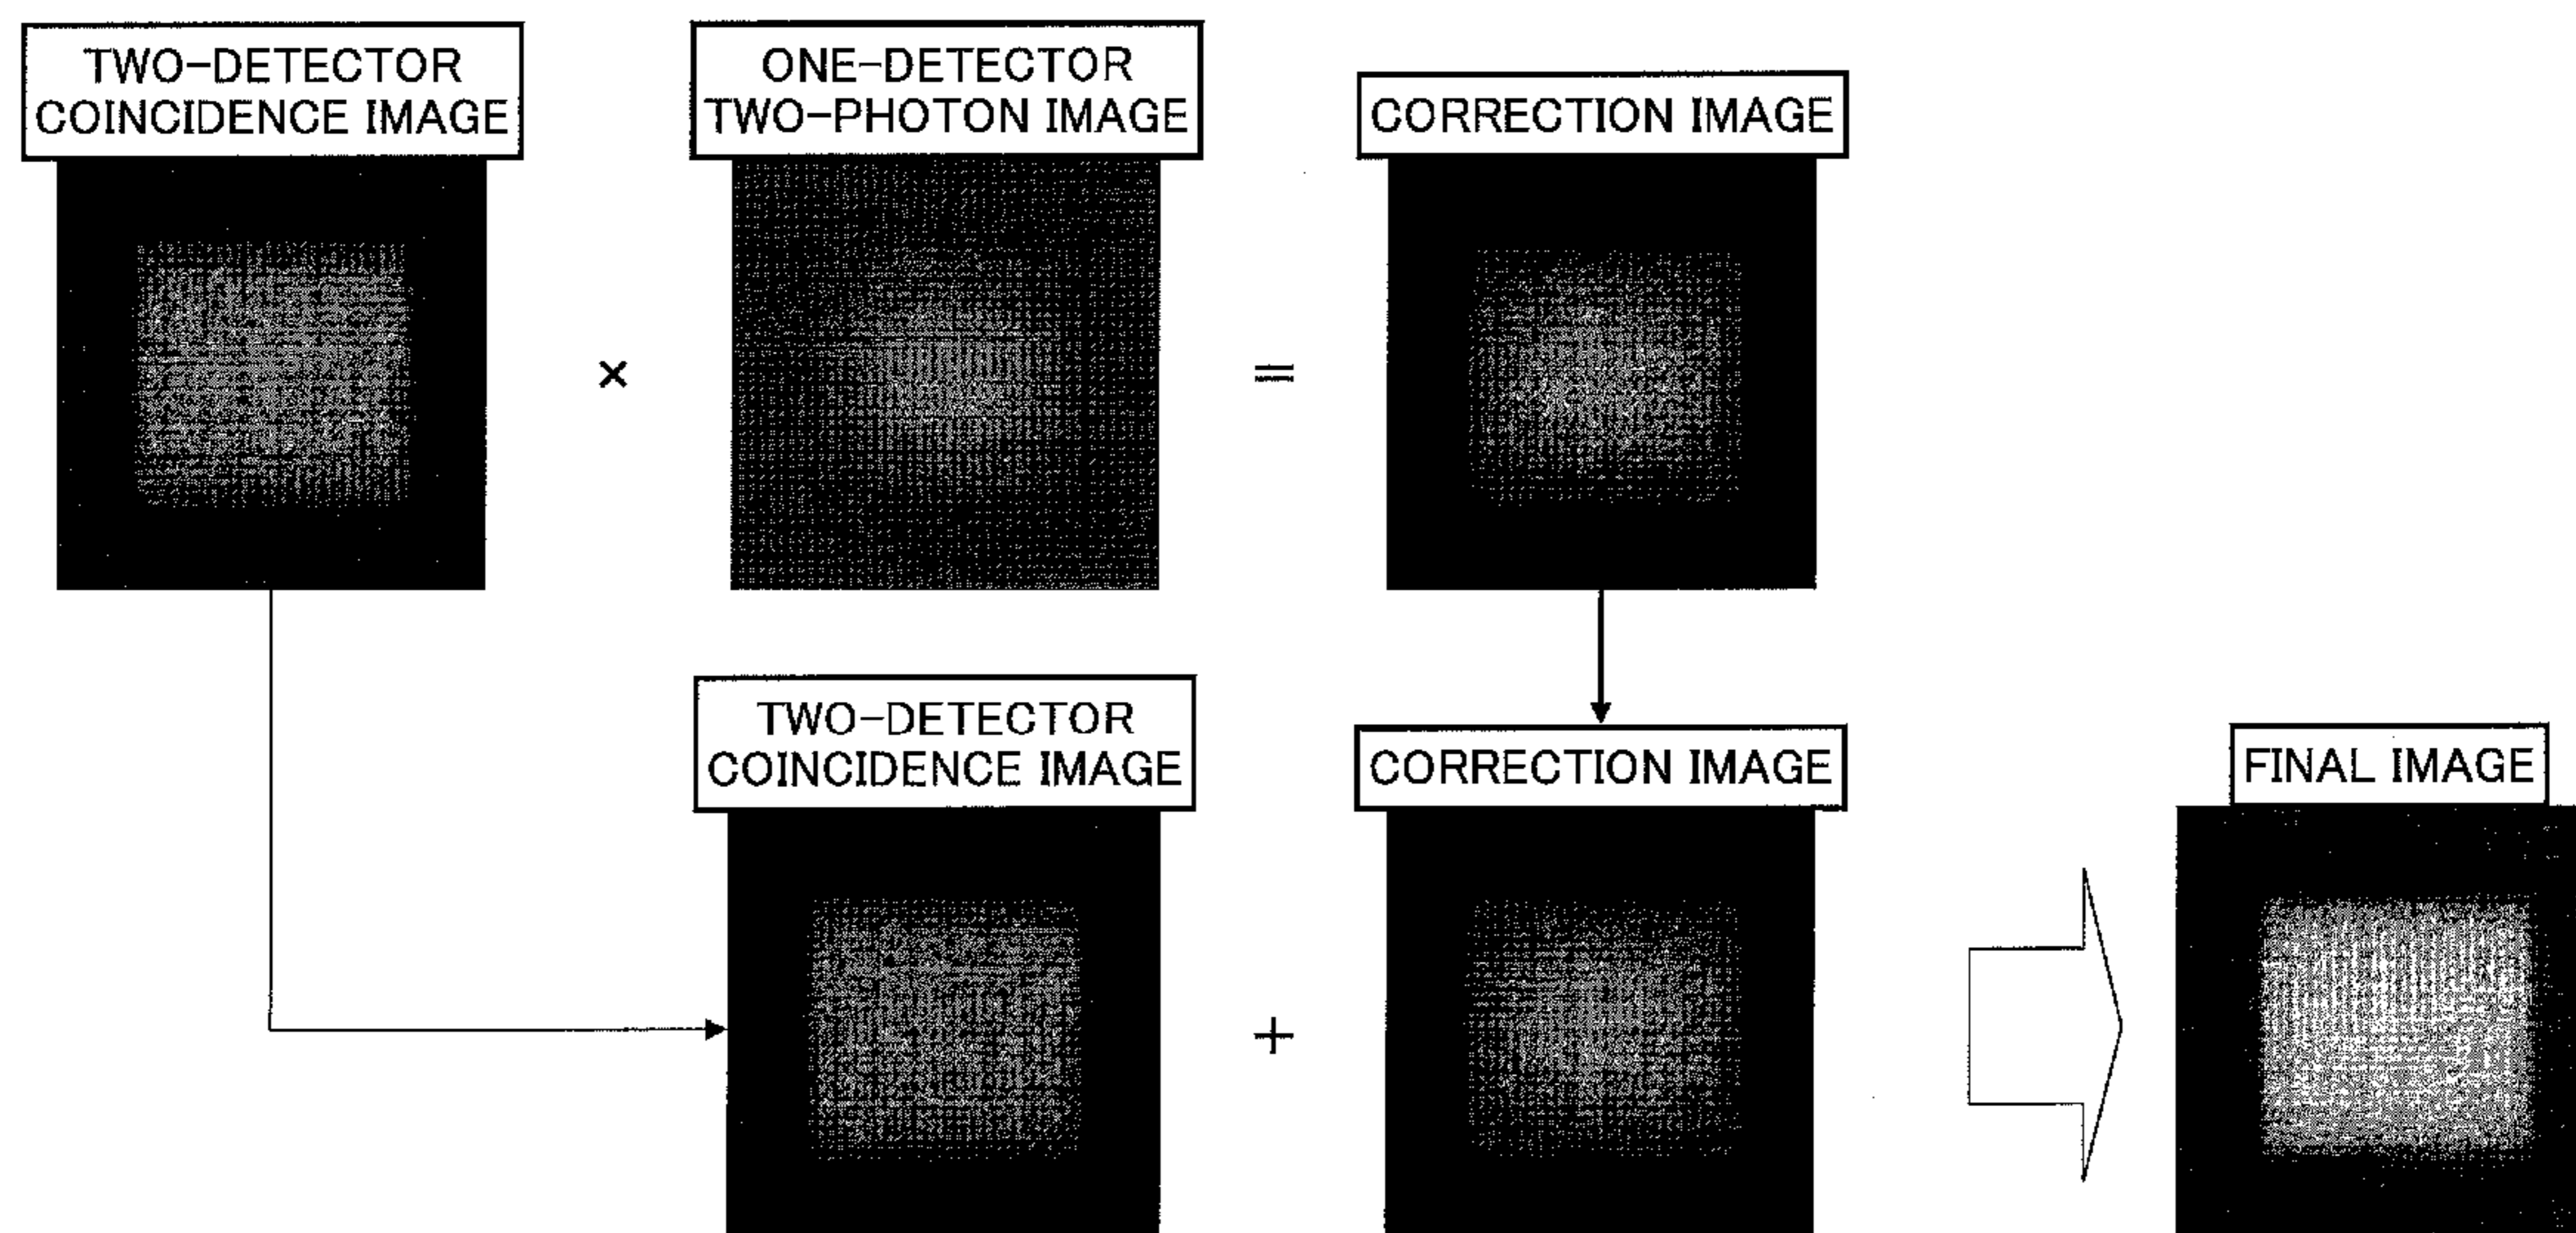 TWO-DETECTOR
COINCIDENCE IMAGE
ONE-DETECTOR
TWO-PHOTON IMAGE
CORRECTION IMAGE
×
=
TWO-DETECTOR
COINCIDENCE IMAGE
CORRECTION IMAGE
FINAL IMAGE
+